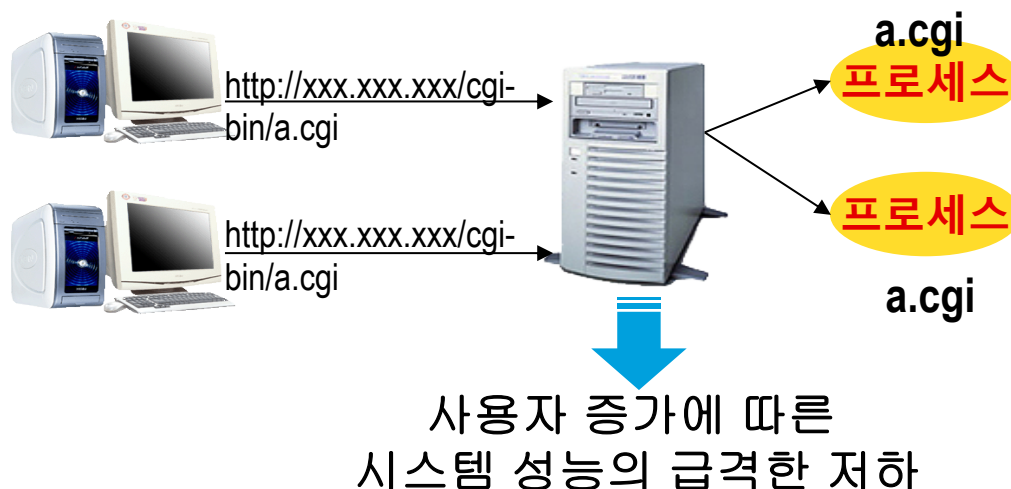 a.cgi
http://xxx.xxx.xxx/cgi-
bin/a.cgi
프로세스
http://xxx.xxx.xxx/cgi-
bin/a.cgi
프로세스
a.cgi
사용자 증가에 따른
시스템 성능의 급격한 저하